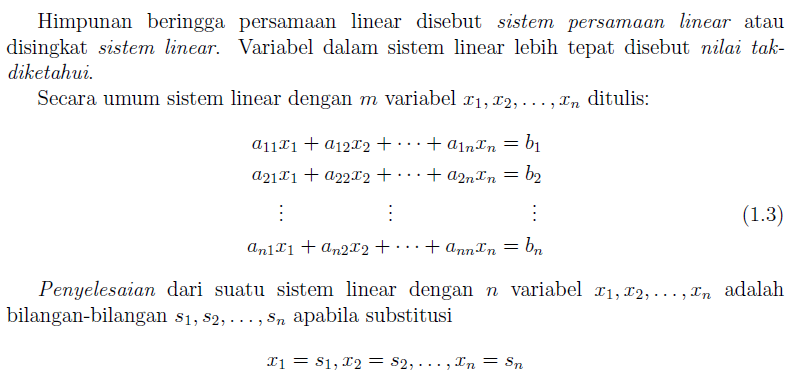 Himpunan beringga persamaan linear disebut sistem persamaan linear atau
disingkat sistem linear. Variabel dalam sistem linear lebih tepat disebut nilai tak-
diketahui.
Secara umum sistem linear dengan m variabel x₁, x₂, . . . , xₙ ditulis:
a₁₁x₁ + a₁₂x₂ + · · · + a₁ₙxₙ = b₁
a₂₁x₁ + a₂₂x₂ + · · · + a₂ₙxₙ = b₂
⋮ ⋮ ⋮ (1.3)
aₙ₁x₁ + aₙ₂x₂ + · · · + aₙₙxₙ = bₙ
Penyelesaian dari suatu sistem linear dengan n variabel x₁, x₂, . . . , xₙ adalah
bilangan-bilangan s₁, s₂, . . . , sₙ apabila substitusi
x₁ = s₁, x₂ = s₂, . . . , xₙ = sₙ